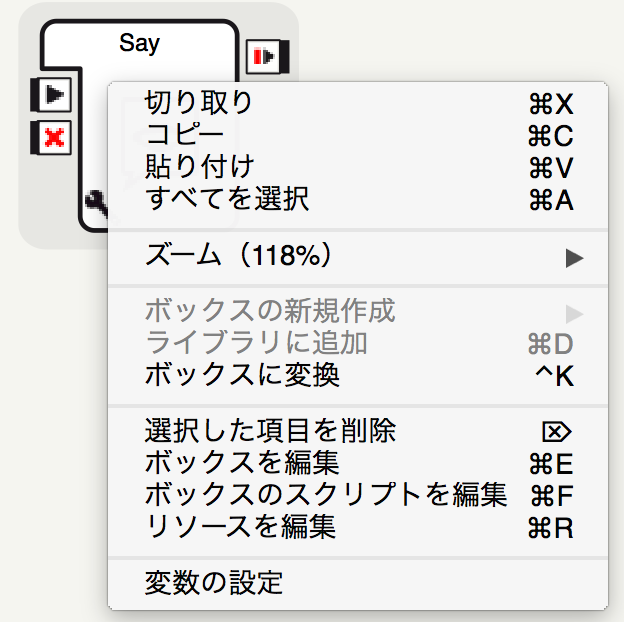 Say
切り取り ⌘X
コピー ⌘C
貼り付け ⌘V
すべてを選択 ⌘A
ズーム（118%） ▶
ボックスの新規作成 ▶
ライブラリに追加 ⌘D
ボックスに変換 ^K
選択した項目を削除 ⌦
ボックスを編集 ⌘E
ボックスのスクリプトを編集 ⌘F
リソースを編集 ⌘R
変数の設定